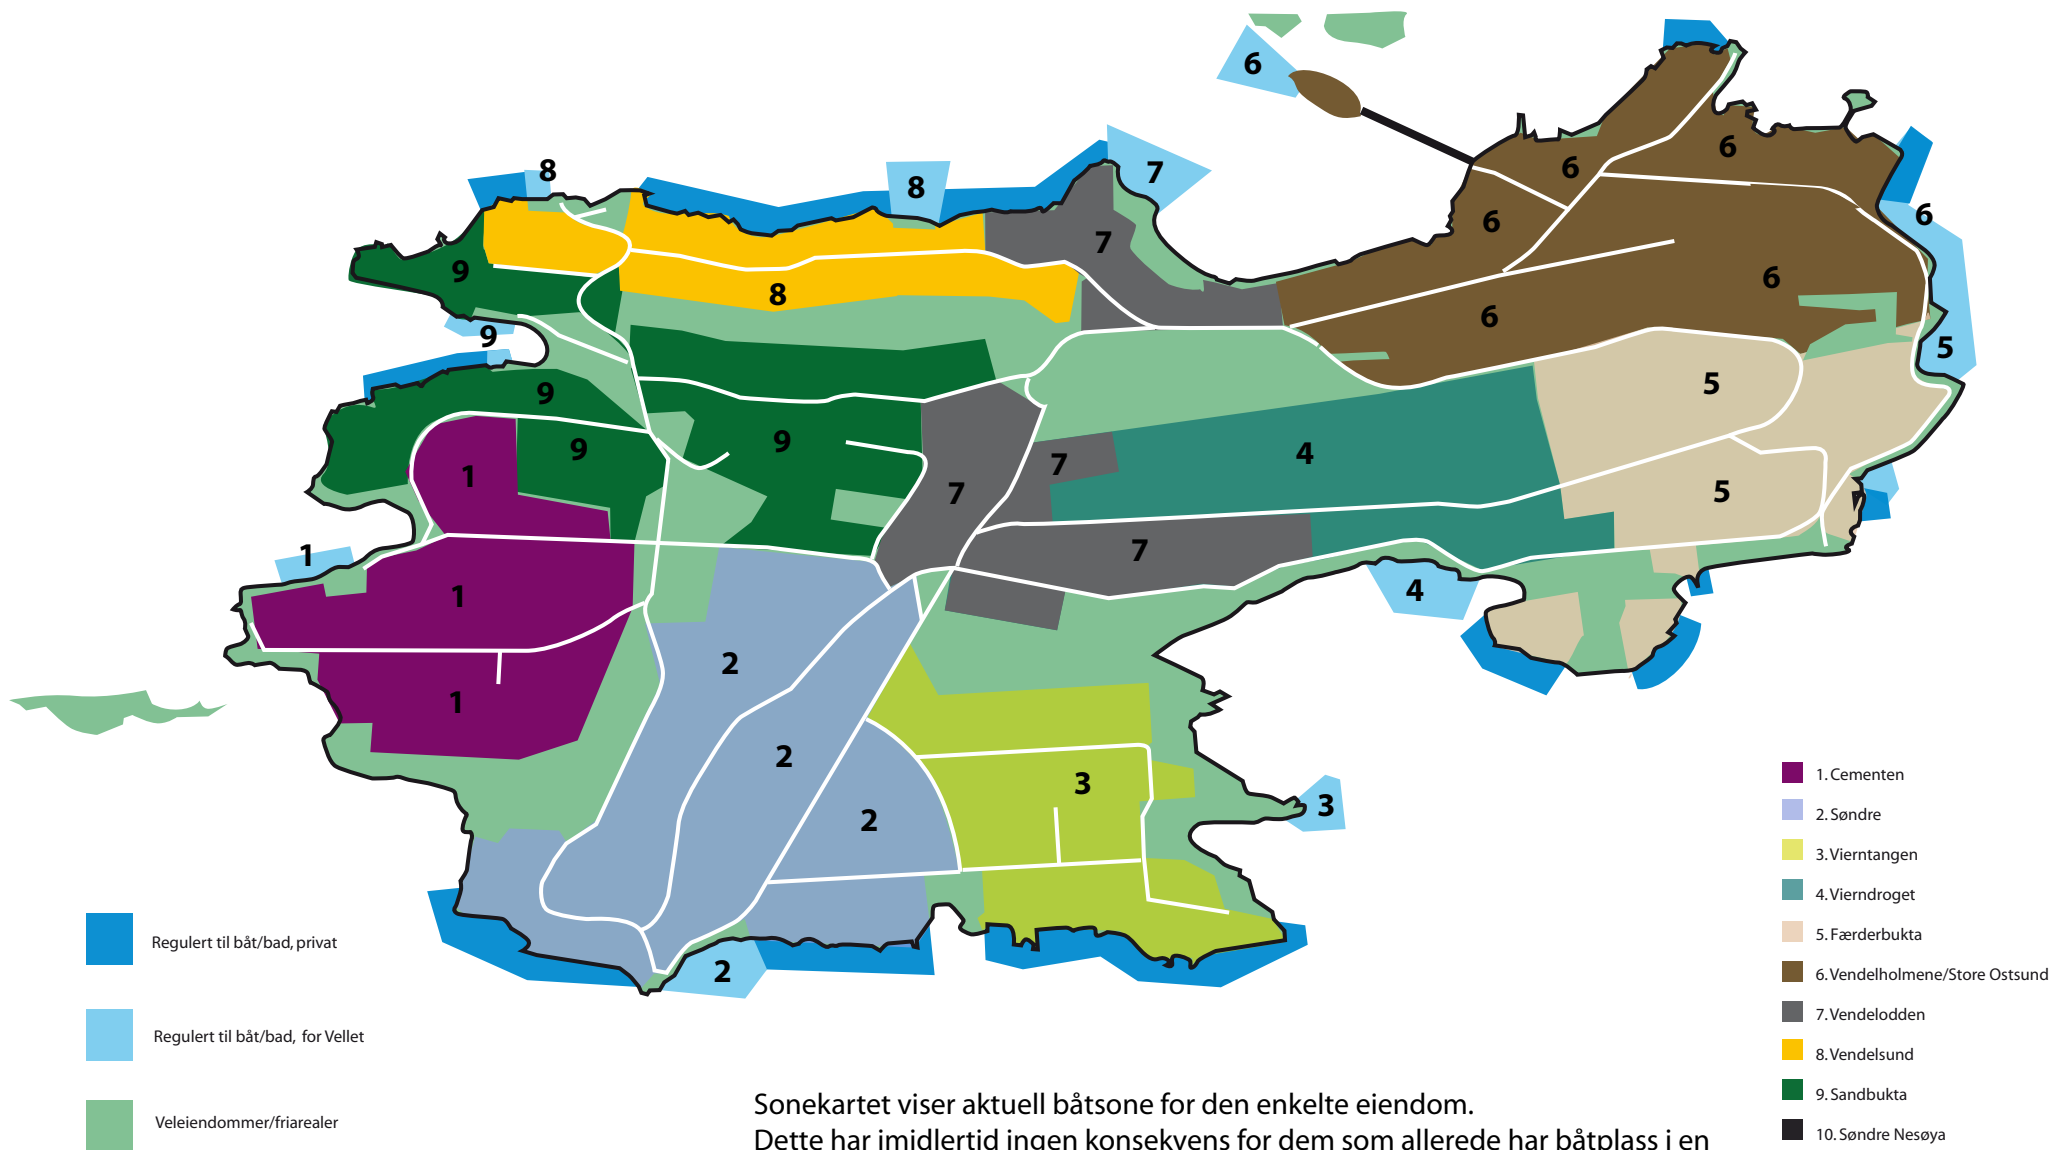 6
8
8
7
6
6
6
6
7
9
6
8
6
9
5
9
5
9
9
4
1
7
7
5
7
1
4
1
2
1
2
3
3
2
2
1. Cementen
2. Søndre
3. Vierntangen
4. Vierndroget
5. Færderbukta
6. Vendelholmene/Store Ostsund
7. Vendelodden
8. Vendelsund
9. Sandbukta
10. Søndre Nesøya
Regulert til båt/bad, privat
Regulert til båt/bad, for Vellet
Veleiendommer/friarealer
Sonekartet viser aktuell båtsone for den enkelte eiendom.
Dette har imidlertid ingen konsekvens for dem som allerede har båtplass i en